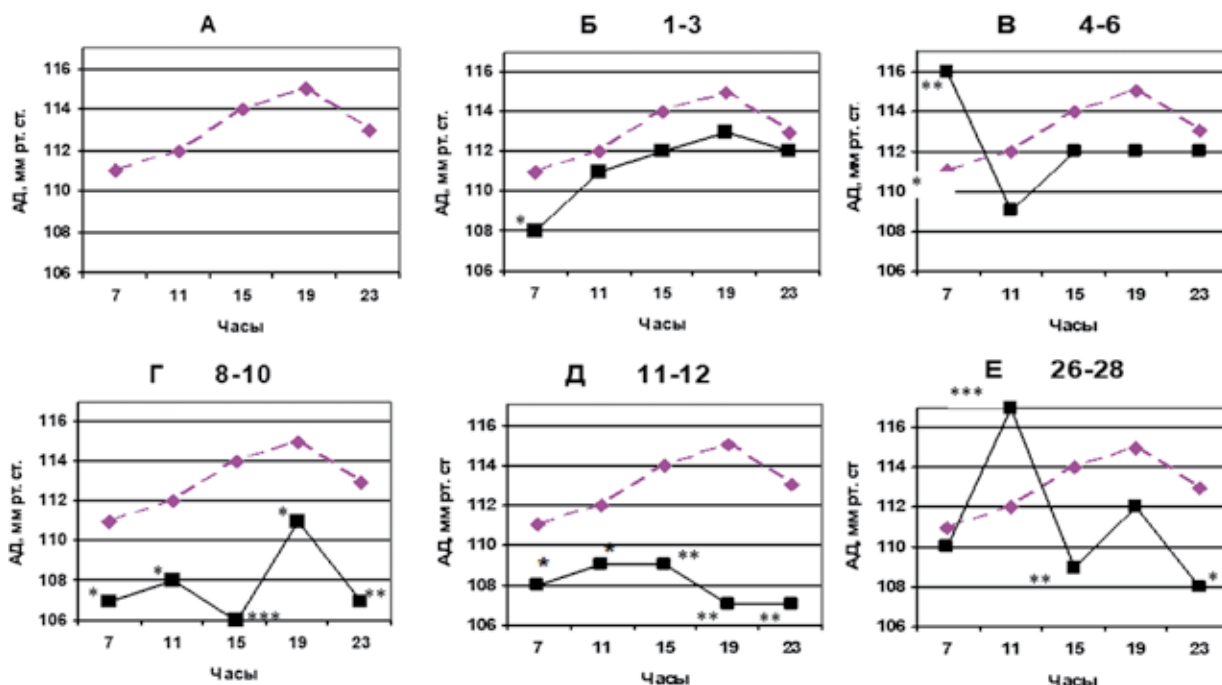 А
АД, мм рт. ст.
116
114
112
110
108
106
7 11 15 19 23
Часы
Б 1-3
АД, мм рт. ст.
116
114
112
110
108
106
*
7 11 15 19 23
Часы
В 4-6
АД, мм рт. ст.
116
114
112
110
108
106
**
*
7 11 15 19 23
Часы
Г 8-10
АД, мм рт. ст.
116
114
112
110
108
106
* * *** * **
7 11 15 19 23
Часы
Д 11-12
АД, мм рт. ст
116
114
112
110
108
106
* * ** ** **
7 11 15 19 23
Часы
Е 26-28
АД, мм рт. ст
116
114
112
110
108
106
*** ** *
7 11 15 19 23
Часы